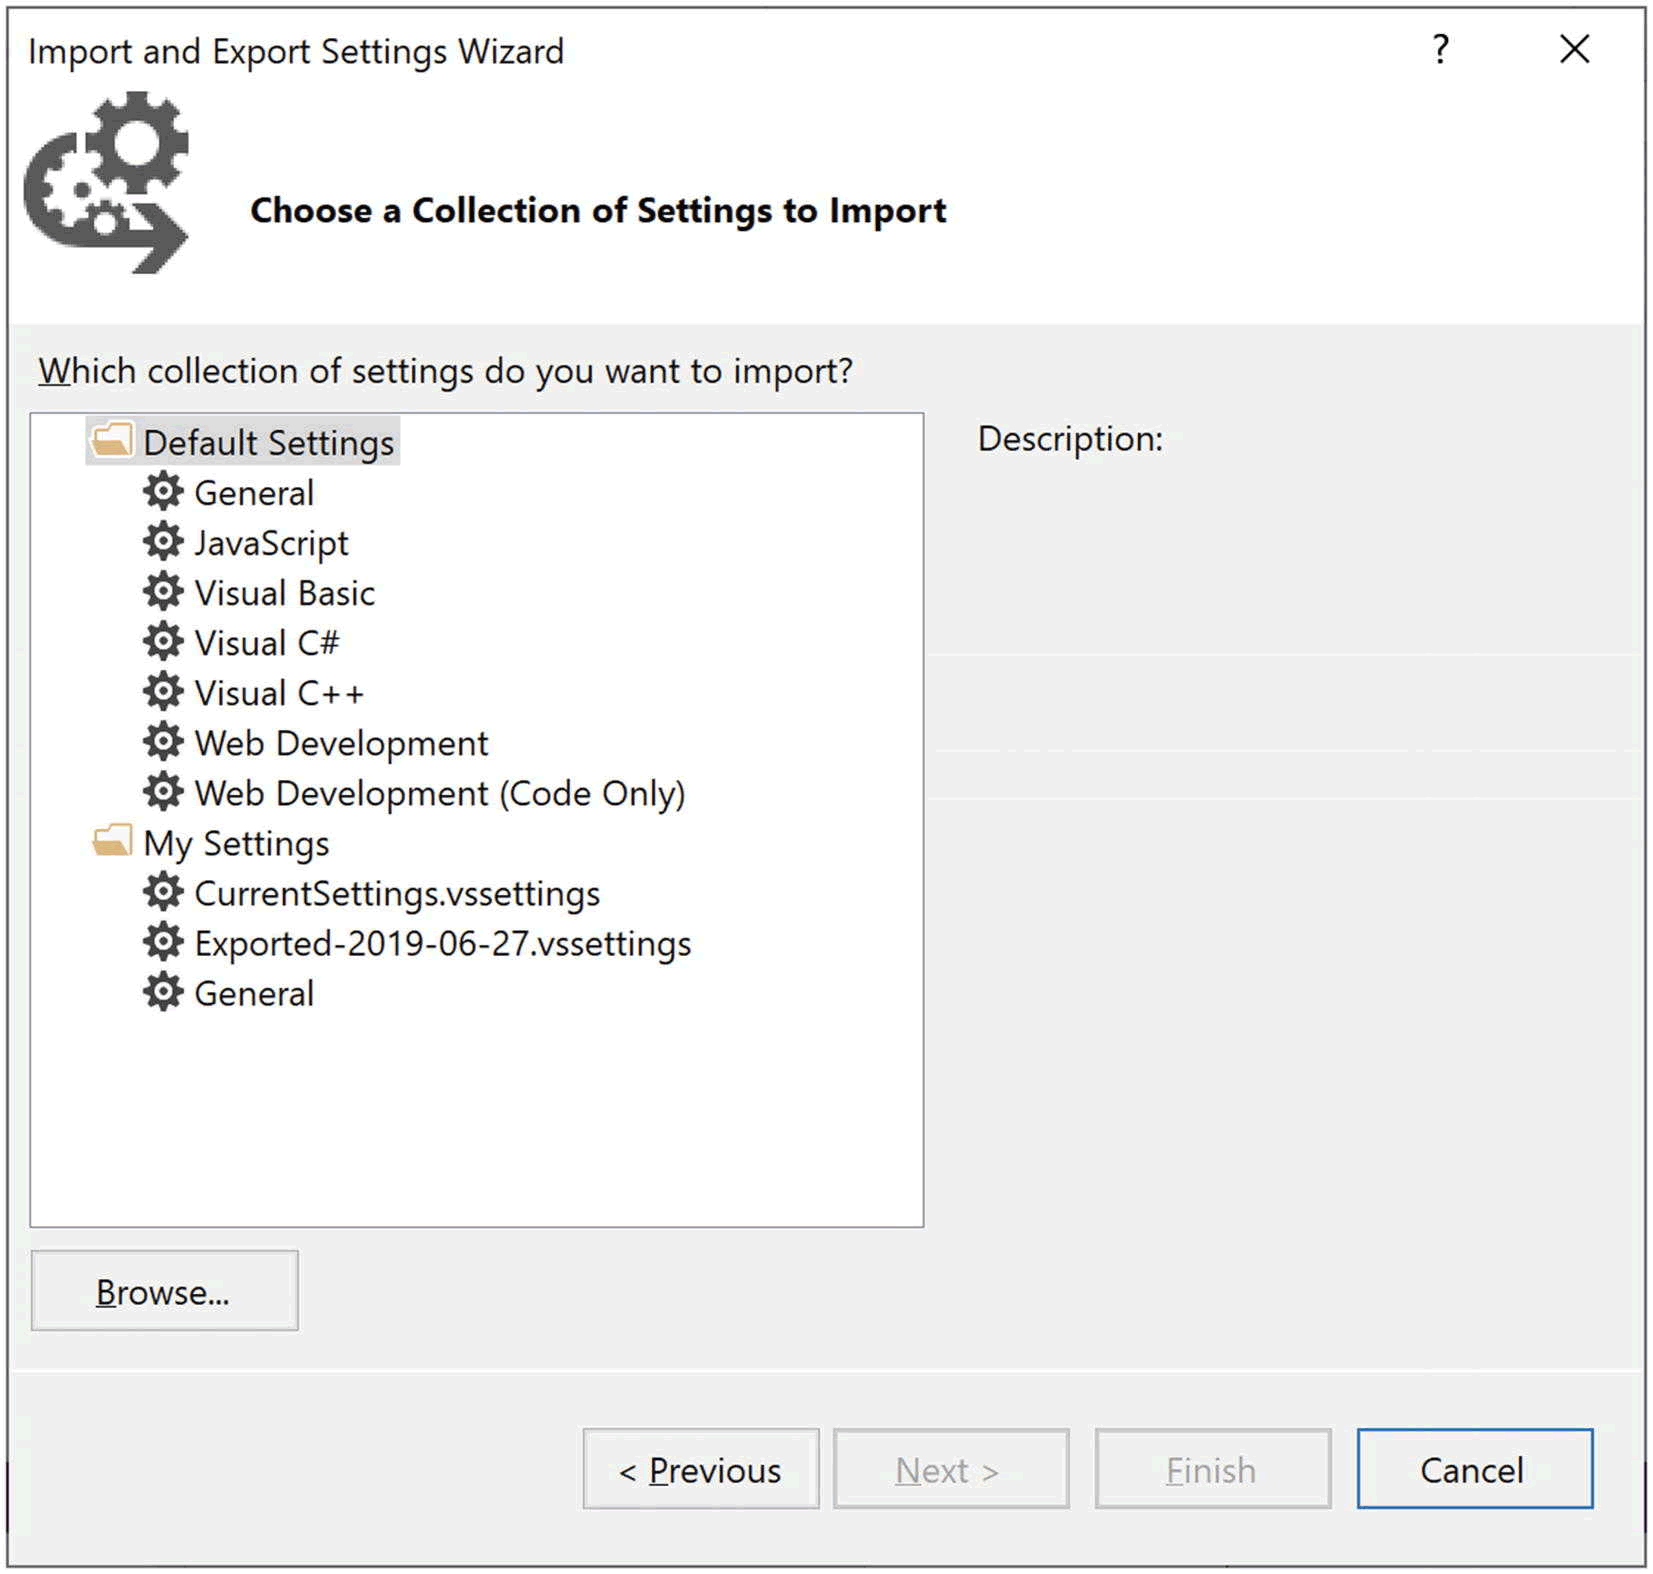 Import and Export Settings Wizard
?
Choose a Collection of Settings to Import
Which collection of settings do you want to import?
Default Settings
Description:
General
JavaScript
Visual Basic
Visual C#
Visual C++
Web Development
Web Development (Code Only)
My Settings
CurrentSettings.vssettings
Exported-2019-06-27.vssettings
General
Browse...
< Previous
Next >
Finish
Cancel